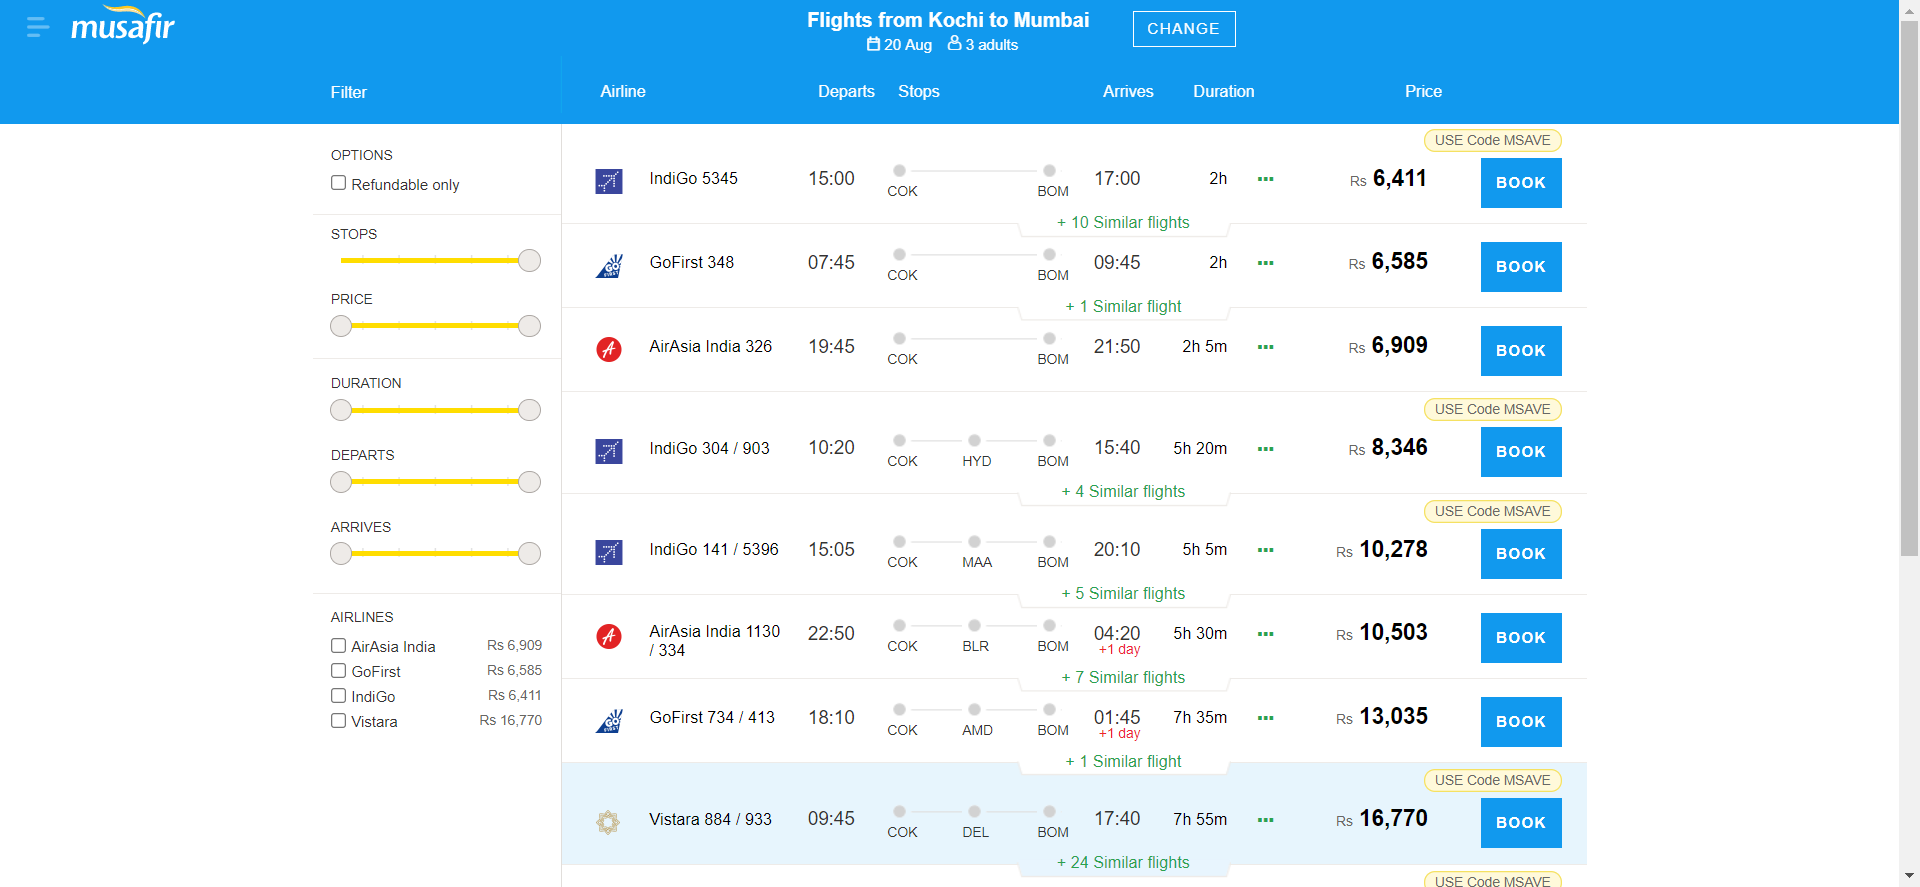 musafir
Flights from Kochi to Mumbai
20 Aug 3 adults
CHANGE
Filter
Airline Departs Stops Arrives Duration Price
OPTIONS
Refundable only
STOPS
PRICE
DURATION
DEPARTS
ARRIVES
AIRLINES
AirAsia India Rs 6,909
GoFirst Rs 6,585
IndiGo Rs 6,411
Vistara Rs 16,770
USE Code MSAVE
IndiGo 5345 15:00 COK BOM 17:00 2h Rs 6,411 BOOK
+ 10 Similar flights
GoFirst 348 07:45 COK BOM 09:45 2h Rs 6,585 BOOK
+ 1 Similar flight
AirAsia India 326 19:45 COK BOM 21:50 2h 5m Rs 6,909 BOOK
USE Code MSAVE
IndiGo 304 / 903 10:20 COK HYD BOM 15:40 5h 20m Rs 8,346 BOOK
+ 4 Similar flights
USE Code MSAVE
IndiGo 141 / 5396 15:05 COK MAA BOM 20:10 5h 5m Rs 10,278 BOOK
+ 5 Similar flights
AirAsia India 1130 22:50 COK BLR BOM 04:20 5h 30m Rs 10,503 BOOK
/ 334 +1 day
+ 7 Similar flights
GoFirst 734 / 413 18:10 COK AMD BOM 01:45 7h 35m Rs 13,035 BOOK
+1 day
+ 1 Similar flight
USE Code MSAVE
Vistara 884 / 933 09:45 COK DEL BOM 17:40 7h 55m Rs 16,770 BOOK
+ 24 Similar flights
USE Code MSAVE